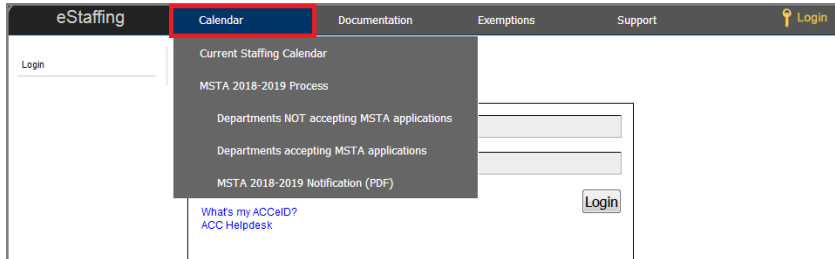 eStaffing Calendar Documentation Exemptions Support Login
Login
Current Staffing Calendar
MSTA 2018-2019 Process
Departments NOT accepting MSTA applications
Departments accepting MSTA applications
MSTA 2018-2019 Notification (PDF)
Login
What's my ACCeID?
ACC Helpdesk